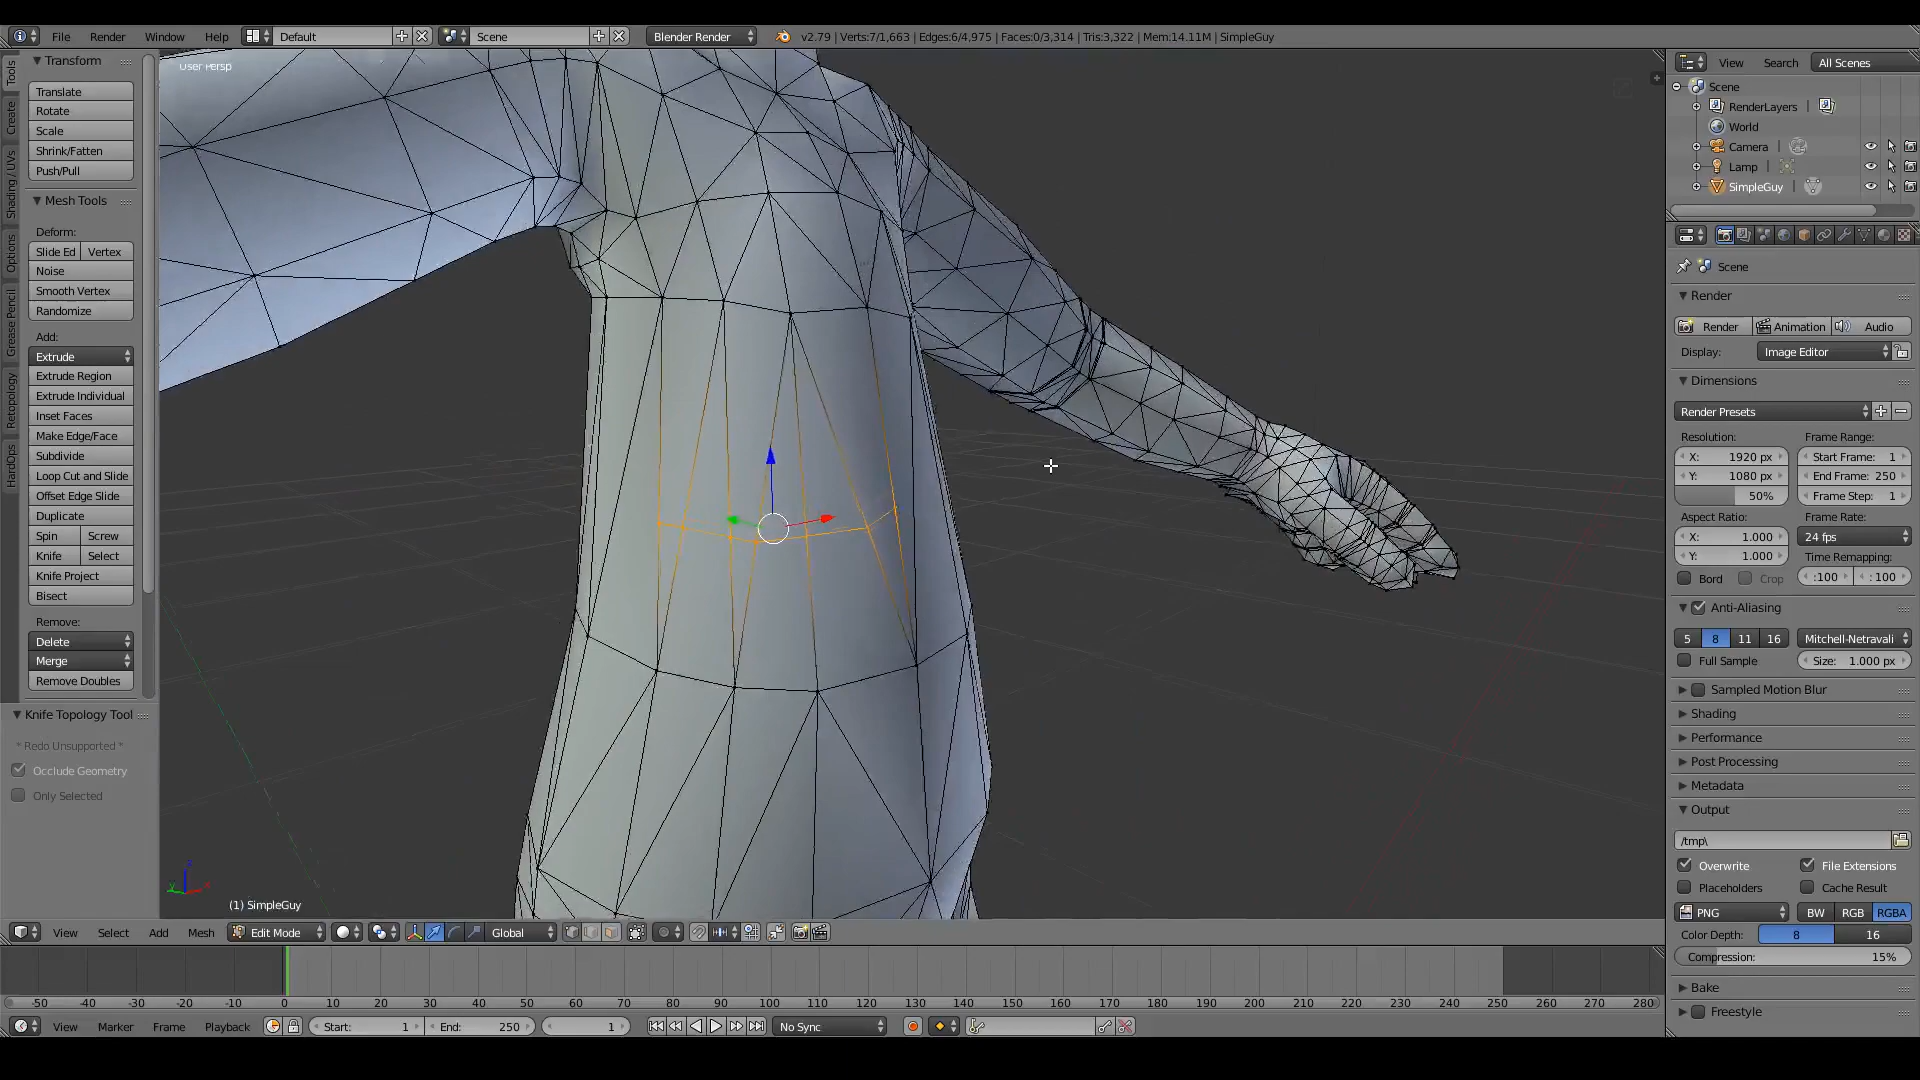 File Render Window Help Default Scene Blender Render v2.79 | Verts:7/1,663 | Edges:6/4,975 | Faces:0/3,314 | Tris:3,322 | Mem:14.11M | SimpleGuy
Tools
Create
Shading / UVs
Options
Grease Pencil
Retopology
HardOps
Transform
Translate
Rotate
Scale
Shrink/Fatten
Push/Pull
Mesh Tools
Deform:
Slide Ed Vertex
Noise
Smooth Vertex
Randomize
Add:
Extrude
Extrude Region
Extrude Individual
Inset Faces
Make Edge/Face
Subdivide
Loop Cut and Slide
Offset Edge Slide
Duplicate
Spin Screw
Knife Select
Knife Project
Bisect
Remove:
Delete
Merge
Remove Doubles
Knife Topology Tool
* Redo Unsupported *
Occlude Geometry
Only Selected
User Persp
(1) SimpleGuy
View Select Add Mesh Edit Mode Global
-50 -40 -30 -20 -10 0 10 20 30 40 50 60 70 80 90 100 110 120 130 140 150 160 170 180 190 200 210 220 230 240 250 260 270 280
View Marker Frame Playback Start: 1 End: 250 1 No Sync
View Search All Scenes
Scene
RenderLayers
World
Camera
Lamp
SimpleGuy
Scene
Render
Render Animation Audio
Display: Image Editor
Dimensions
Render Presets
Resolution: Frame Range:
X: 1920 px Start Frame: 1
Y: 1080 px End Frame: 250
50% Frame Step: 1
Aspect Ratio: Frame Rate:
X: 1.000 24 fps
Y: 1.000 Time Remapping:
Bord Crop :100 : 100
Anti-Aliasing
5 8 11 16 Mitchell-Netravali
Full Sample Size: 1.000 px
Sampled Motion Blur
Shading
Performance
Post Processing
Metadata
Output
/tmp\
Overwrite File Extensions
Placeholders Cache Result
PNG BW RGB RGBA
Color Depth: 8 16
Compression: 15%
Bake
Freestyle